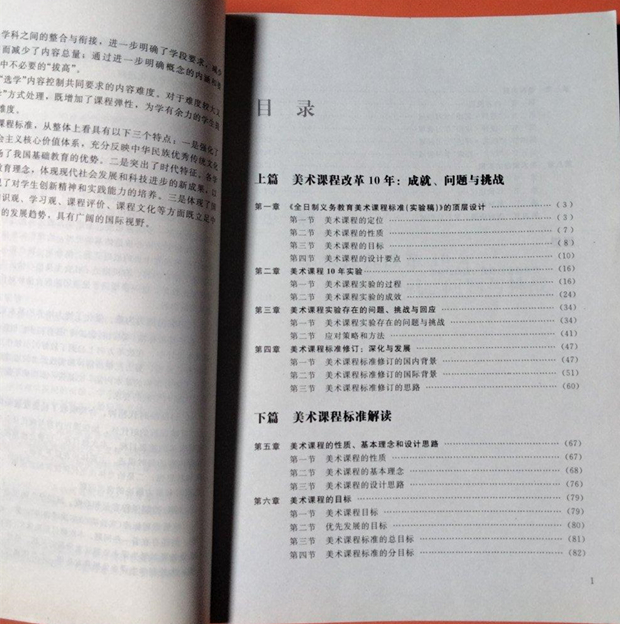 学科之间的整合与衔接，进一步明确了学段要求，减少
而减少了内容总量；通过进一步明确概念的内涵和
中不必要的“拔高”。
“选学”内容控制共同要求的内容难度。对于难度较大又
”方式处理，既增加了课程弹性，为学有余力的学生
难度。
课程标准，从整体上看具有以下三个特点：一是强化了
会主义核心价值体系，充分反映中华民族优秀传统文化
扬了我国基础教育的优势。二是突出了时代特征，各学
教育理念，体现现代社会发展和科技进步的新成果，以
现了对学生创新精神和实践能力的培养。三是体现了
识观、学习观、课程评价、课程文化等方面既立足中
的发展趋势，具有广阔的国际视野。
目 录
上篇 美术课程改革10年：成就、问题与挑战
第一章 《全日制义务教育美术课程标准(实验稿)》的顶层设计 (3)
第一节 美术课程的定位 (3)
第二节 美术课程的性质 (7)
第三节 美术课程的目标 (8)
第四节 美术课程的设计要点 (10)
第二章 美术课程10年实验 (16)
第一节 美术课程实验的过程 (16)
第二节 美术课程实验的成效 (24)
第三章 美术课程实验存在的问题、挑战与回应 (34)
第一节 美术课程实验存在的问题与挑战 (34)
第二节 应对策略和方法 (41)
第四章 美术课程标准修订：深化与发展 (47)
第一节 美术课程标准修订的国内背景 (47)
第二节 美术课程标准修订的国际背景 (51)
第三节 美术课程标准修订的思路 (60)
下篇 美术课程标准解读
第五章 美术课程的性质、基本理念和设计思路 (67)
第一节 美术课程的性质 (67)
第二节 美术课程的基本理念 (68)
第三节 美术课程的设计思路 (76)
第六章 美术课程的目标 (79)
第一节 美术课程目标 (79)
第二节 优先发展的目标 (80)
第三节 美术课程标准的总目标 (81)
第四节 美术课程标准的分目标 (82)
1